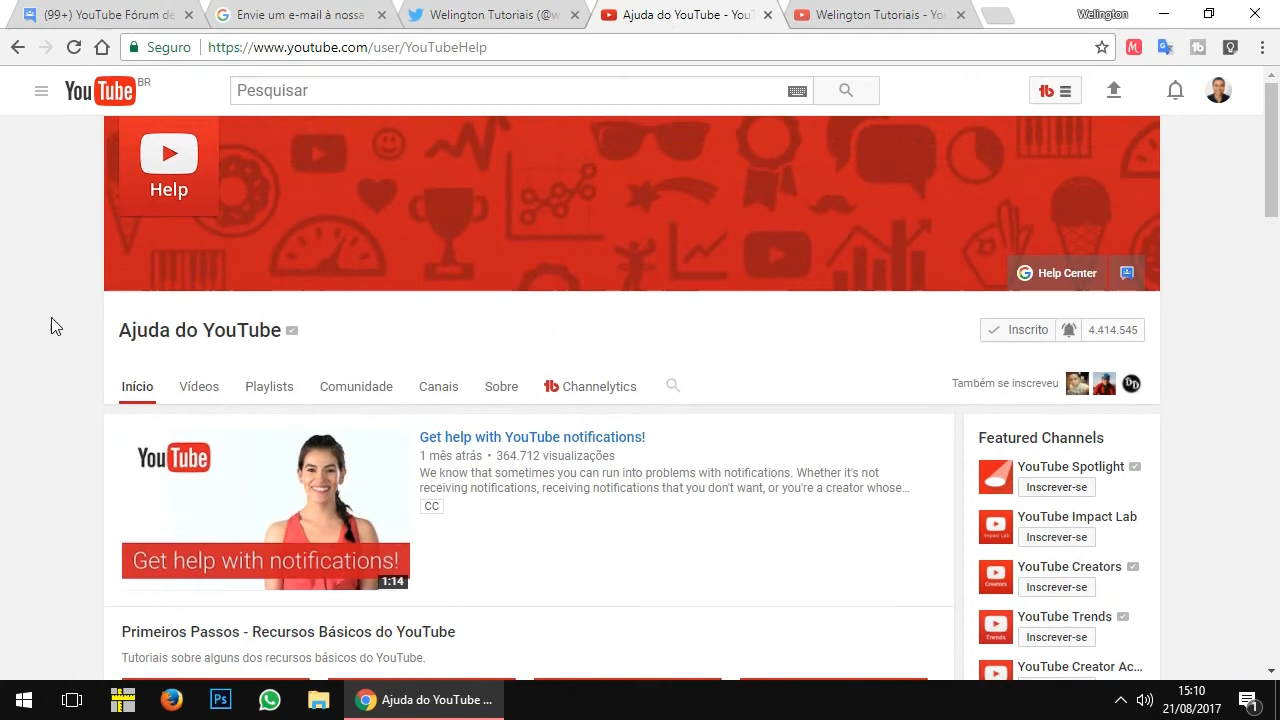 (99+) YouTube Fórum de
Envie um e-mail à nossa
Welington Tutoriais (@w
Ajuda do YouTube - You
Welington Tutoriais - You
Welington
Seguro
https://www.youtube.com/user/YouTubeHelp
YouTube BR
Pesquisar
Help
Help Center
Ajuda do YouTube
Inscrito
4.414.545
Início
Vídeos
Playlists
Comunidade
Canais
Sobre
Channelytics
Também se inscreveu
YouTube
Get help with notifications!
1:14
Get help with YouTube notifications!
1 mês atrás • 364.712 visualizações
We know that sometimes you can run into problems with notifications. Whether it's not
receiving notifications, receiving notifications that you don't want, or you're a creator whose...
CC
Primeiros Passos - Recursos Básicos do YouTube
Tutoriais sobre alguns dos recursos básicos do YouTube.
Featured Channels
YouTube Spotlight
Inscrever-se
YouTube Impact Lab
Inscrever-se
YouTube Creators
Inscrever-se
YouTube Trends
Inscrever-se
YouTube Creator Ac...
Ajuda do YouTube ...
15:10
21/08/2017
1